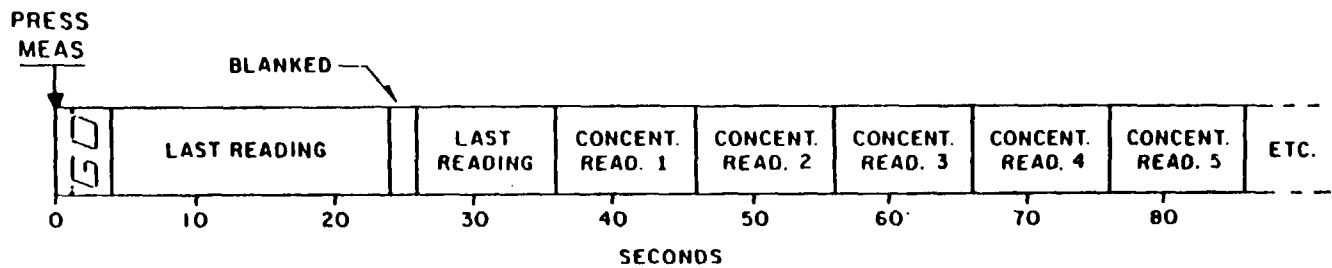 PRESS
MEAS
BLANKED
GO
LAST READING
LAST
READING
CONCENT.
READ. 1
CONCENT.
READ. 2
CONCENT.
READ. 3
CONCENT.
READ. 4
CONCENT.
READ. 5
ETC.
0 10 20 30 40 50 60 70 80
SECONDS